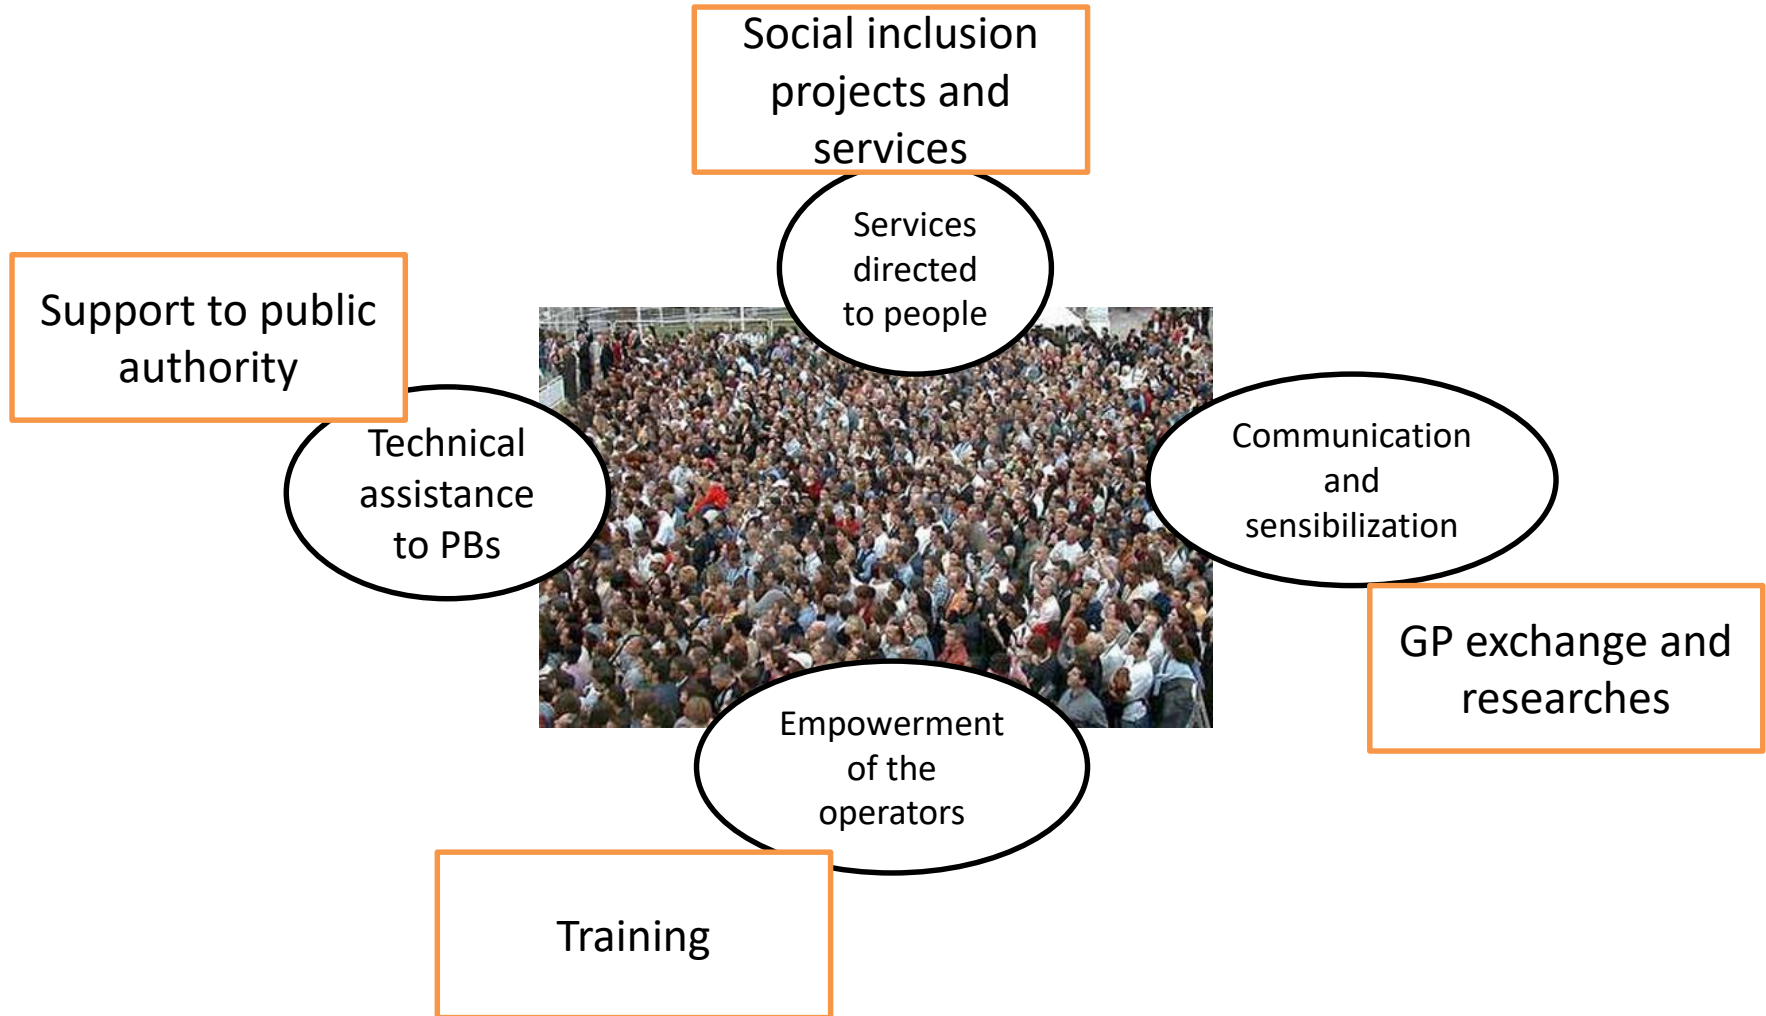 Social inclusion
projects and
services
Services
directed
to people
Support to public
authority
Technical
assistance
to PBs
Communication
and
sensibilization
GP exchange and
researches
Empowerment
of the
operators
Training